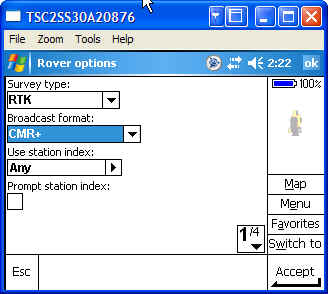 TSC2SS30A20876
File Zoom Tools Help
Rover options 2:22 ok
Survey type:
RTK
100%
Broadcast format:
CMR+
Use station index:
Any
Prompt station index:
Map
Menu
Favorites
1/4
Switch to
Esc
Accept